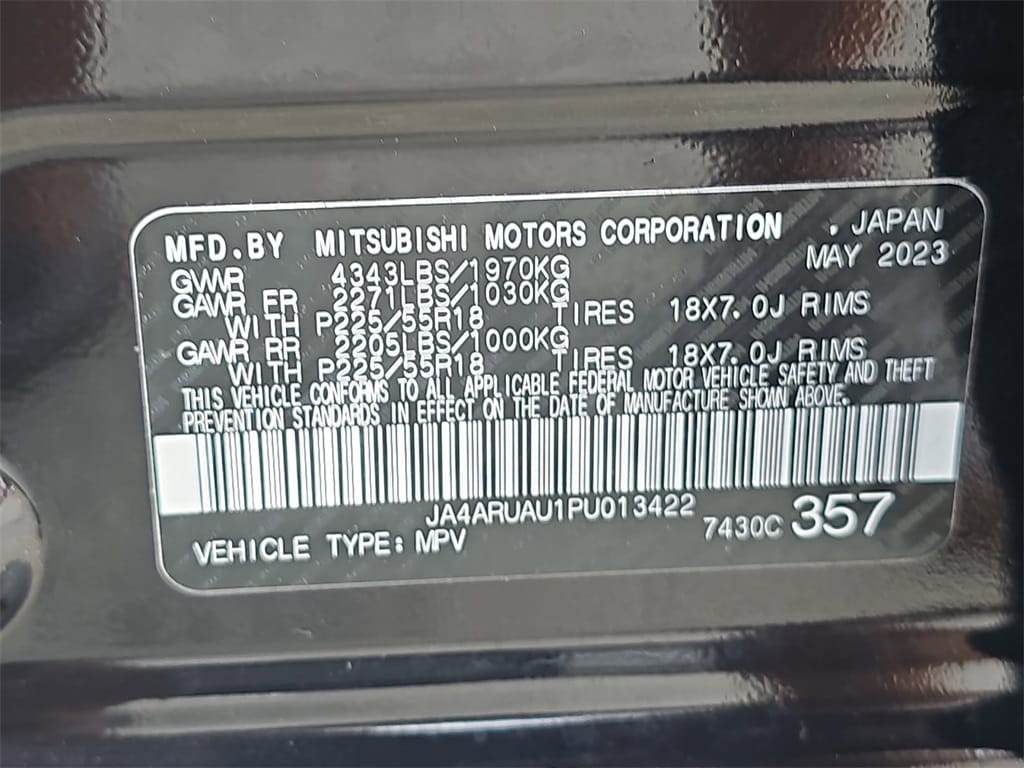 MFD.BY MITSUBISHI MOTORS CORPORATION . JAPAN
MAY 2023
GVWR 4343LBS/1970KG
GAWR FR 2271LBS/1030KG
WITH P225/55R18 TIRES 18X7.0J RIMS
GAWR RR 2205LBS/1000KG
WITH P225/55R18 TIRES 18X7.0J RIMS
THIS VEHICLE CONFORMS TO ALL APPLICABLE FEDERAL MOTOR VEHICLE SAFETY AND THEFT
PREVENTION STANDARDS IN EFFECT ON THE DATE OF MANUFACTURE SHOWN ABOVE.
JA4ARUAU1PU013422
VEHICLE TYPE: MPV 7430C 357